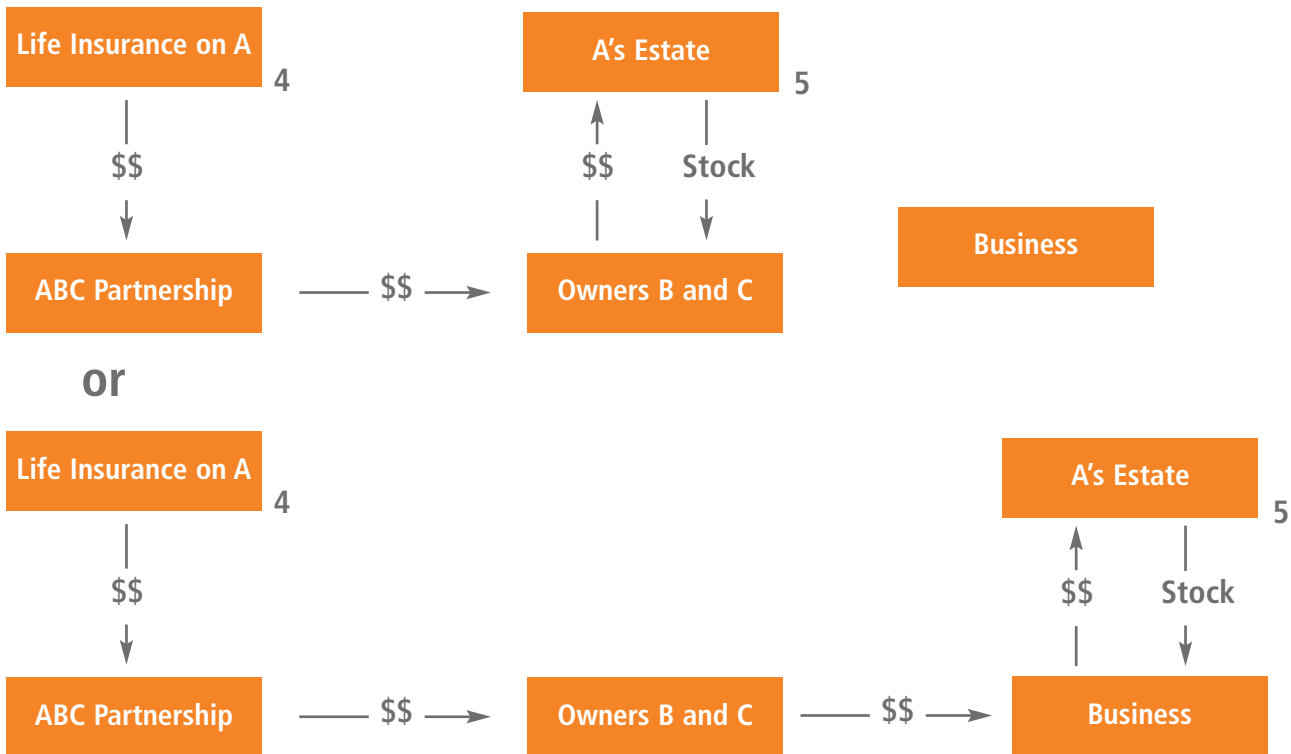 Life Insurance on A
4
A's Estate
5
$$
$$
Stock
Business
ABC Partnership
$$
Owners B and C
or
Life Insurance on A
4
A's Estate
5
$$
$$
Stock
ABC Partnership
$$
Owners B and C
$$
Business